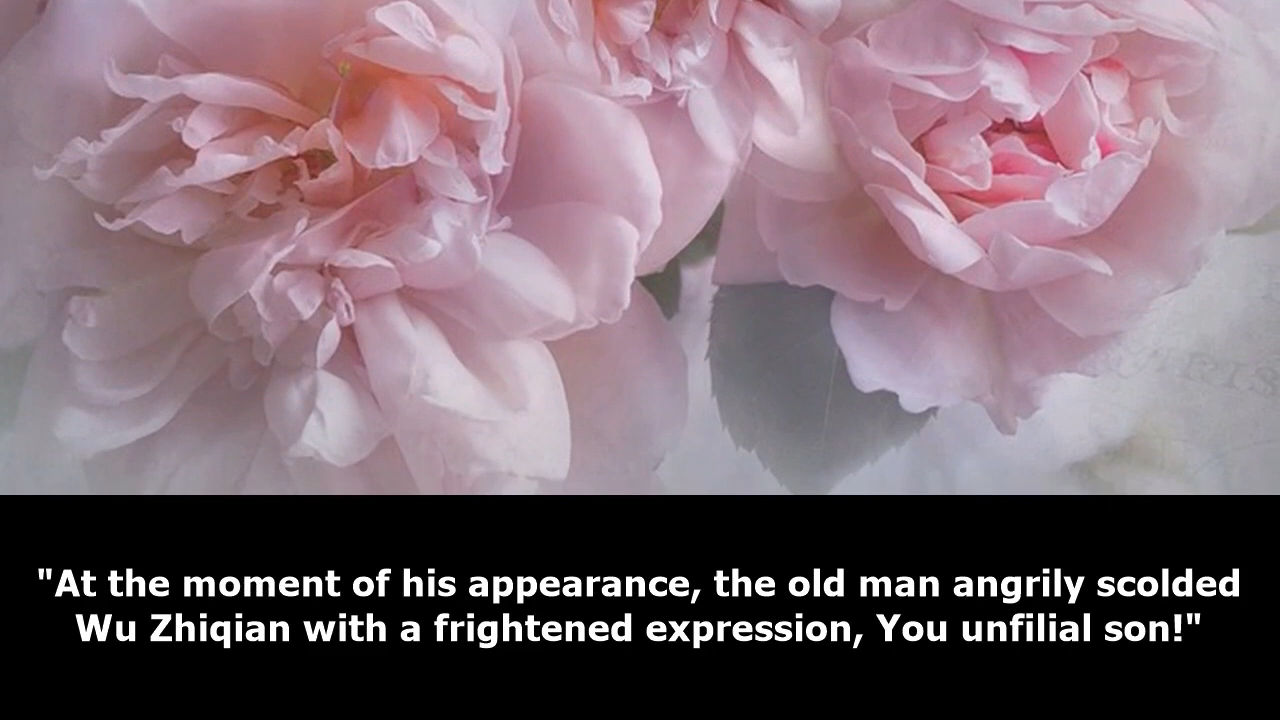 "At the moment of his appearance, the old man angrily scolded
Wu Zhiqian with a frightened expression, You unfilial son!"